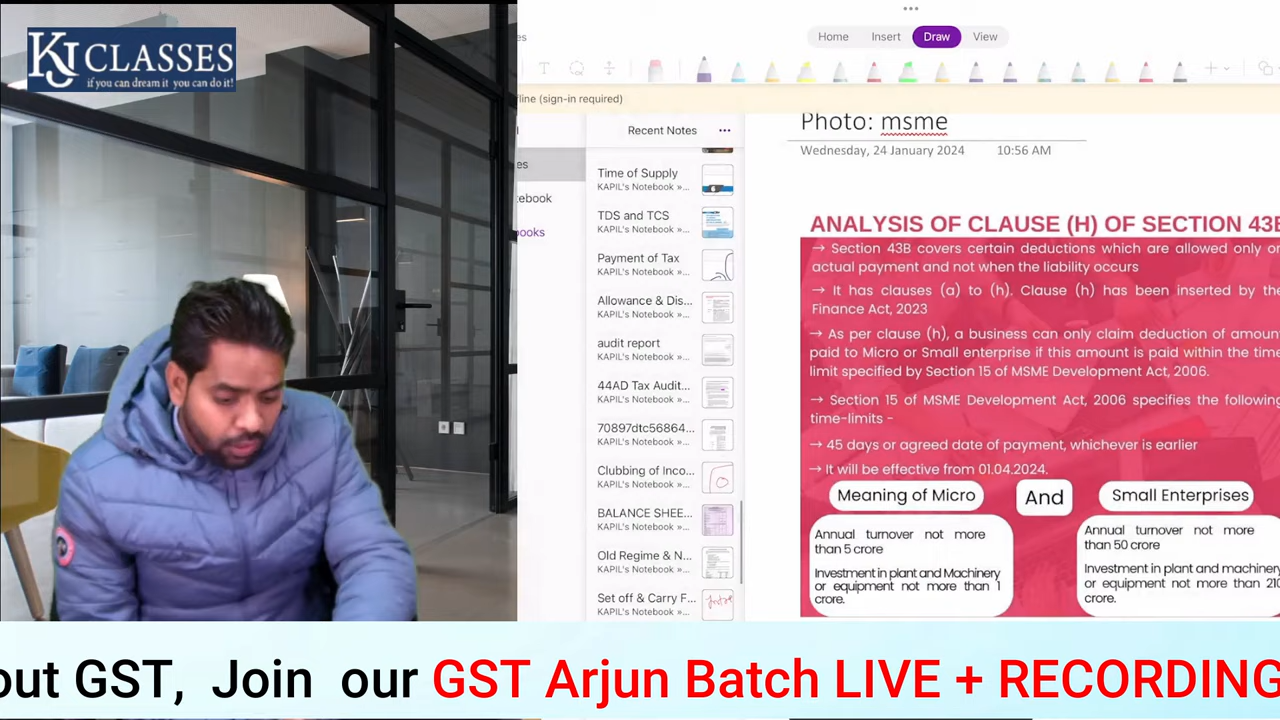 KJ CLASSES
if you can dream it you can do it!
Home
Insert
Draw
View
(sign-in required)
Recent Notes
Photo: msme
Wednesday, 24 January 2024 10:56 AM
Time of Supply
KAPIL's Notebook »...
TDS and TCS
KAPIL's Notebook »...
Payment of Tax
KAPIL's Notebook »...
Allowance & Dis...
KAPIL's Notebook »...
audit report
KAPIL's Notebook »...
44AD Tax Audit...
KAPIL's Notebook »...
70897dtc56864...
KAPIL's Notebook »...
Clubbing of Inco...
KAPIL's Notebook »...
BALANCE SHEE...
KAPIL's Notebook »...
Old Regime & N...
KAPIL's Notebook »...
Set off & Carry F...
KAPIL's Notebook »...
ANALYSIS OF CLAUSE (H) OF SECTION 43B
→ Section 43B covers certain deductions which are allowed only
actual payment and not when the liability occurs
→ It has clauses (a) to (h). Clause (h) has been inserted by the
Finance Act, 2023
→ As per clause (h), a business can only claim deduction of amoun
paid to Micro or Small enterprise if this amount is paid within the time
limit specified by Section 15 of MSME Development Act, 2006.
→ Section 15 of MSME Development Act, 2006 specifies the following
time-limits -
→ 45 days or agreed date of payment, whichever is earlier
→ It will be effective from 01.04.2024.
Meaning of Micro
And
Small Enterprises
Annual turnover not more
than 5 crore
Investment in plant and Machinery
or equipment not more than 1
crore.
Annual turnover not more
than 50 crore
Investment in plant and machinery
or equipment not more than 210
crore.
out GST, Join our GST Arjun Batch LIVE + RECORDING